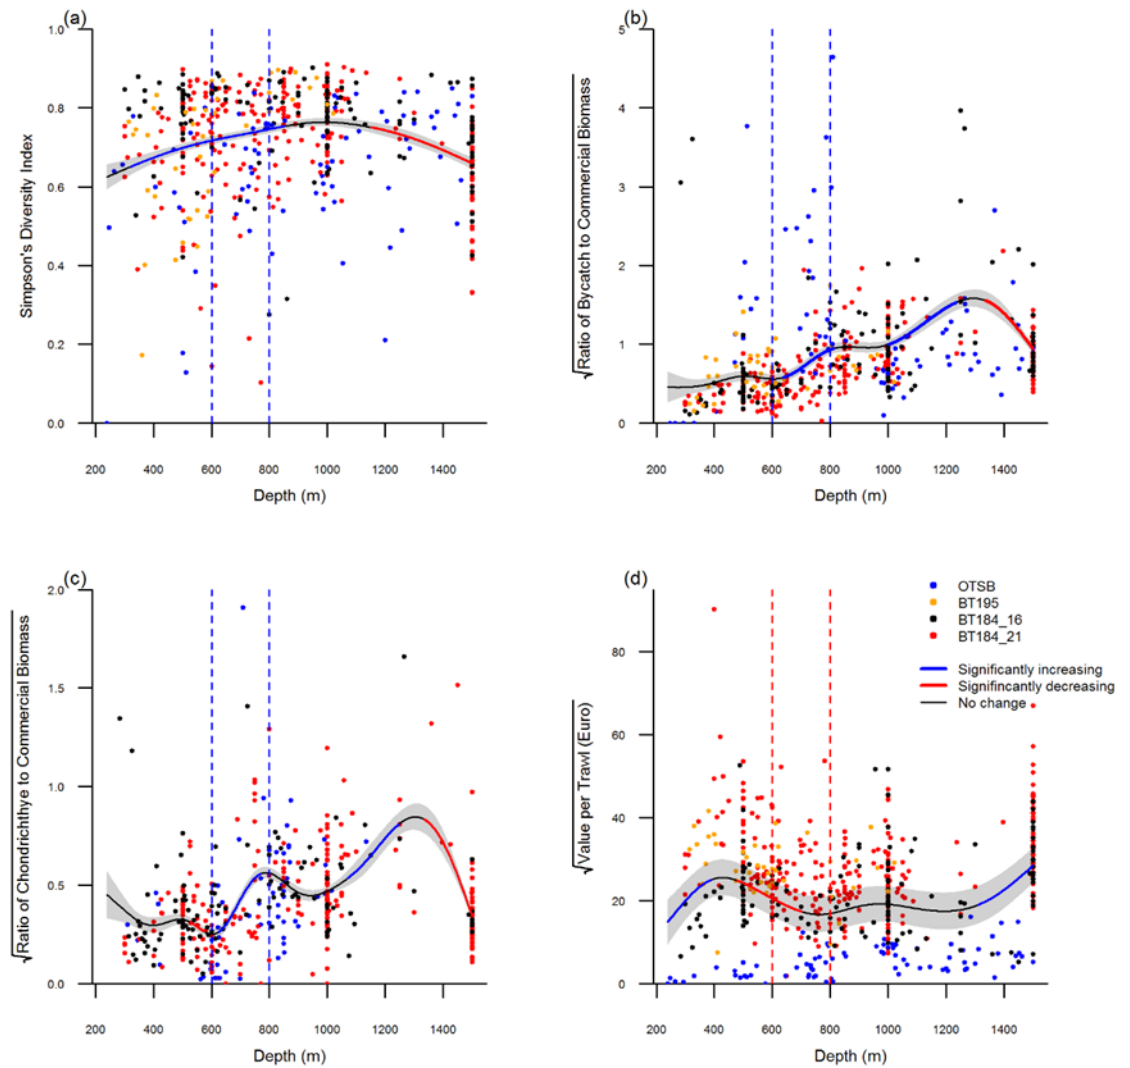 (a)
1.0
0.8
0.6
0.4
0.2
0.0
Simpson's Diversity Index
200 400 600 800 1000 1200 1400
Depth (m)
(b)
5
4
3
2
1
0
√Ratio of Bycatch to Commercial Biomass
200 400 600 800 1000 1200 1400
Depth (m)
(c)
2.0
1.5
1.0
0.5
0.0
√Ratio of Chondrichthye to Commercial Biomass
200 400 600 800 1000 1200 1400
Depth (m)
(d)
80
60
40
20
0
√Value per Trawl (Euro)
200 400 600 800 1000 1200 1400
Depth (m)
OTSB
BT195
BT184_16
BT184_21
Significantly increasing
Signifincantly decreasing
No change